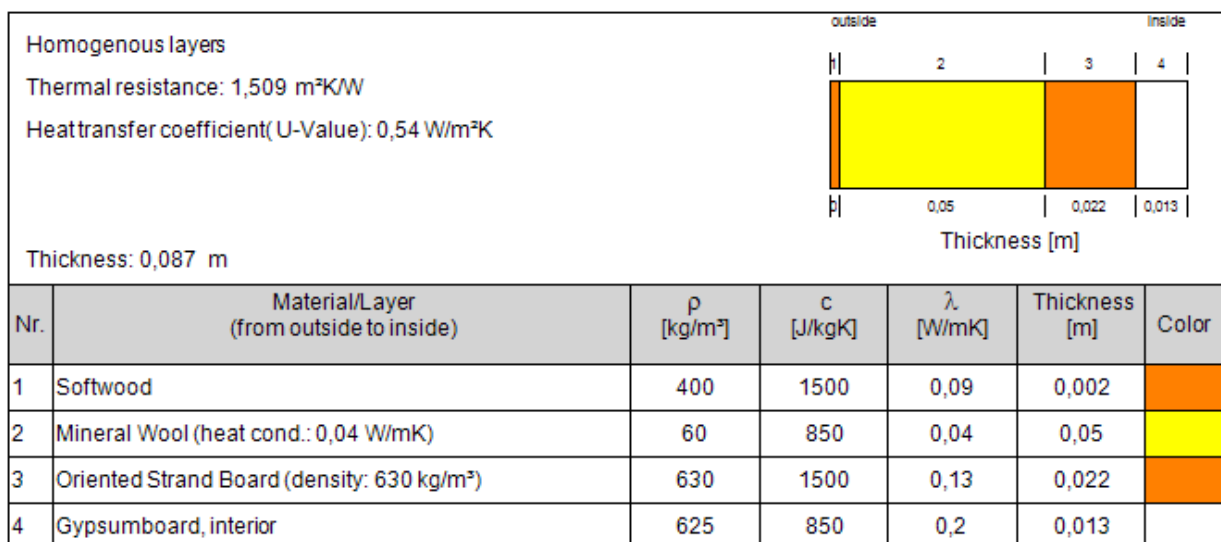 outside inside
Homogenous layers
1 2 3 4
Thermal resistance: 1,509 m²K/W
Heat transfer coefficient( U-Value): 0,54 W/m²K
0 0,05 0,022 0,013
Thickness [m]
Thickness: 0,087 m
Nr. Material/Layer (from outside to inside) ρ [kg/m³] c [J/kgK] λ [W/mK] Thickness [m] Color
1 Softwood 400 1500 0,09 0,002
2 Mineral Wool (heat cond.: 0,04 W/mK) 60 850 0,04 0,05
3 Oriented Strand Board (density: 630 kg/m³) 630 1500 0,13 0,022
4 Gypsumboard, interior 625 850 0,2 0,013